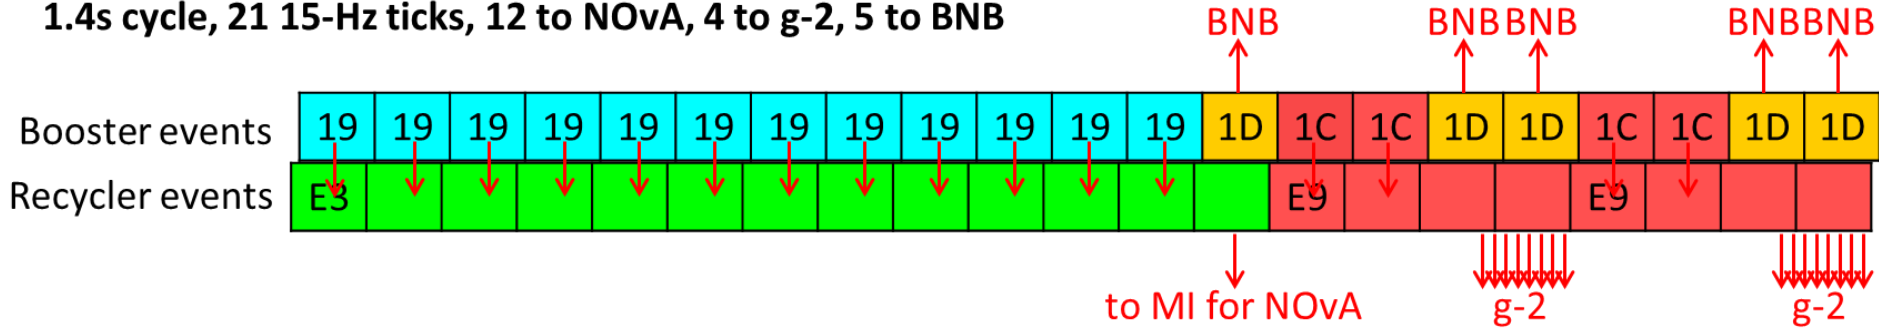 1.4s cycle, 21 15-Hz ticks, 12 to NOvA, 4 to g-2, 5 to BNB
BNB BNB BNB BNB BNB
Booster events 19 19 19 19 19 19 19 19 19 19 19 19 1D 1C 1C 1D 1D 1C 1C 1D 1D
Recycler events E3 E9 E9
to MI for NOvA g-2 g-2